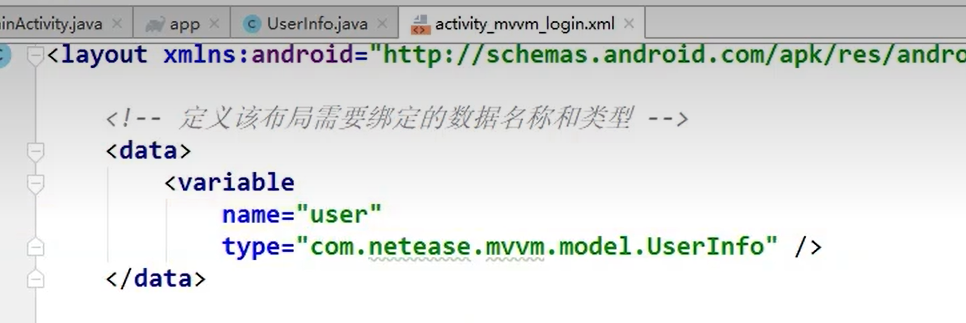 inActivity.java
app
UserInfo.java
activity_mvvm_login.xml
<layout xmlns:android="http://schemas.android.com/apk/res/andro
<!-- 定义该布局需要绑定的数据名称和类型 -->
<data>
<variable
name="user"
type="com.netease.mvvm.model.UserInfo" />
</data>